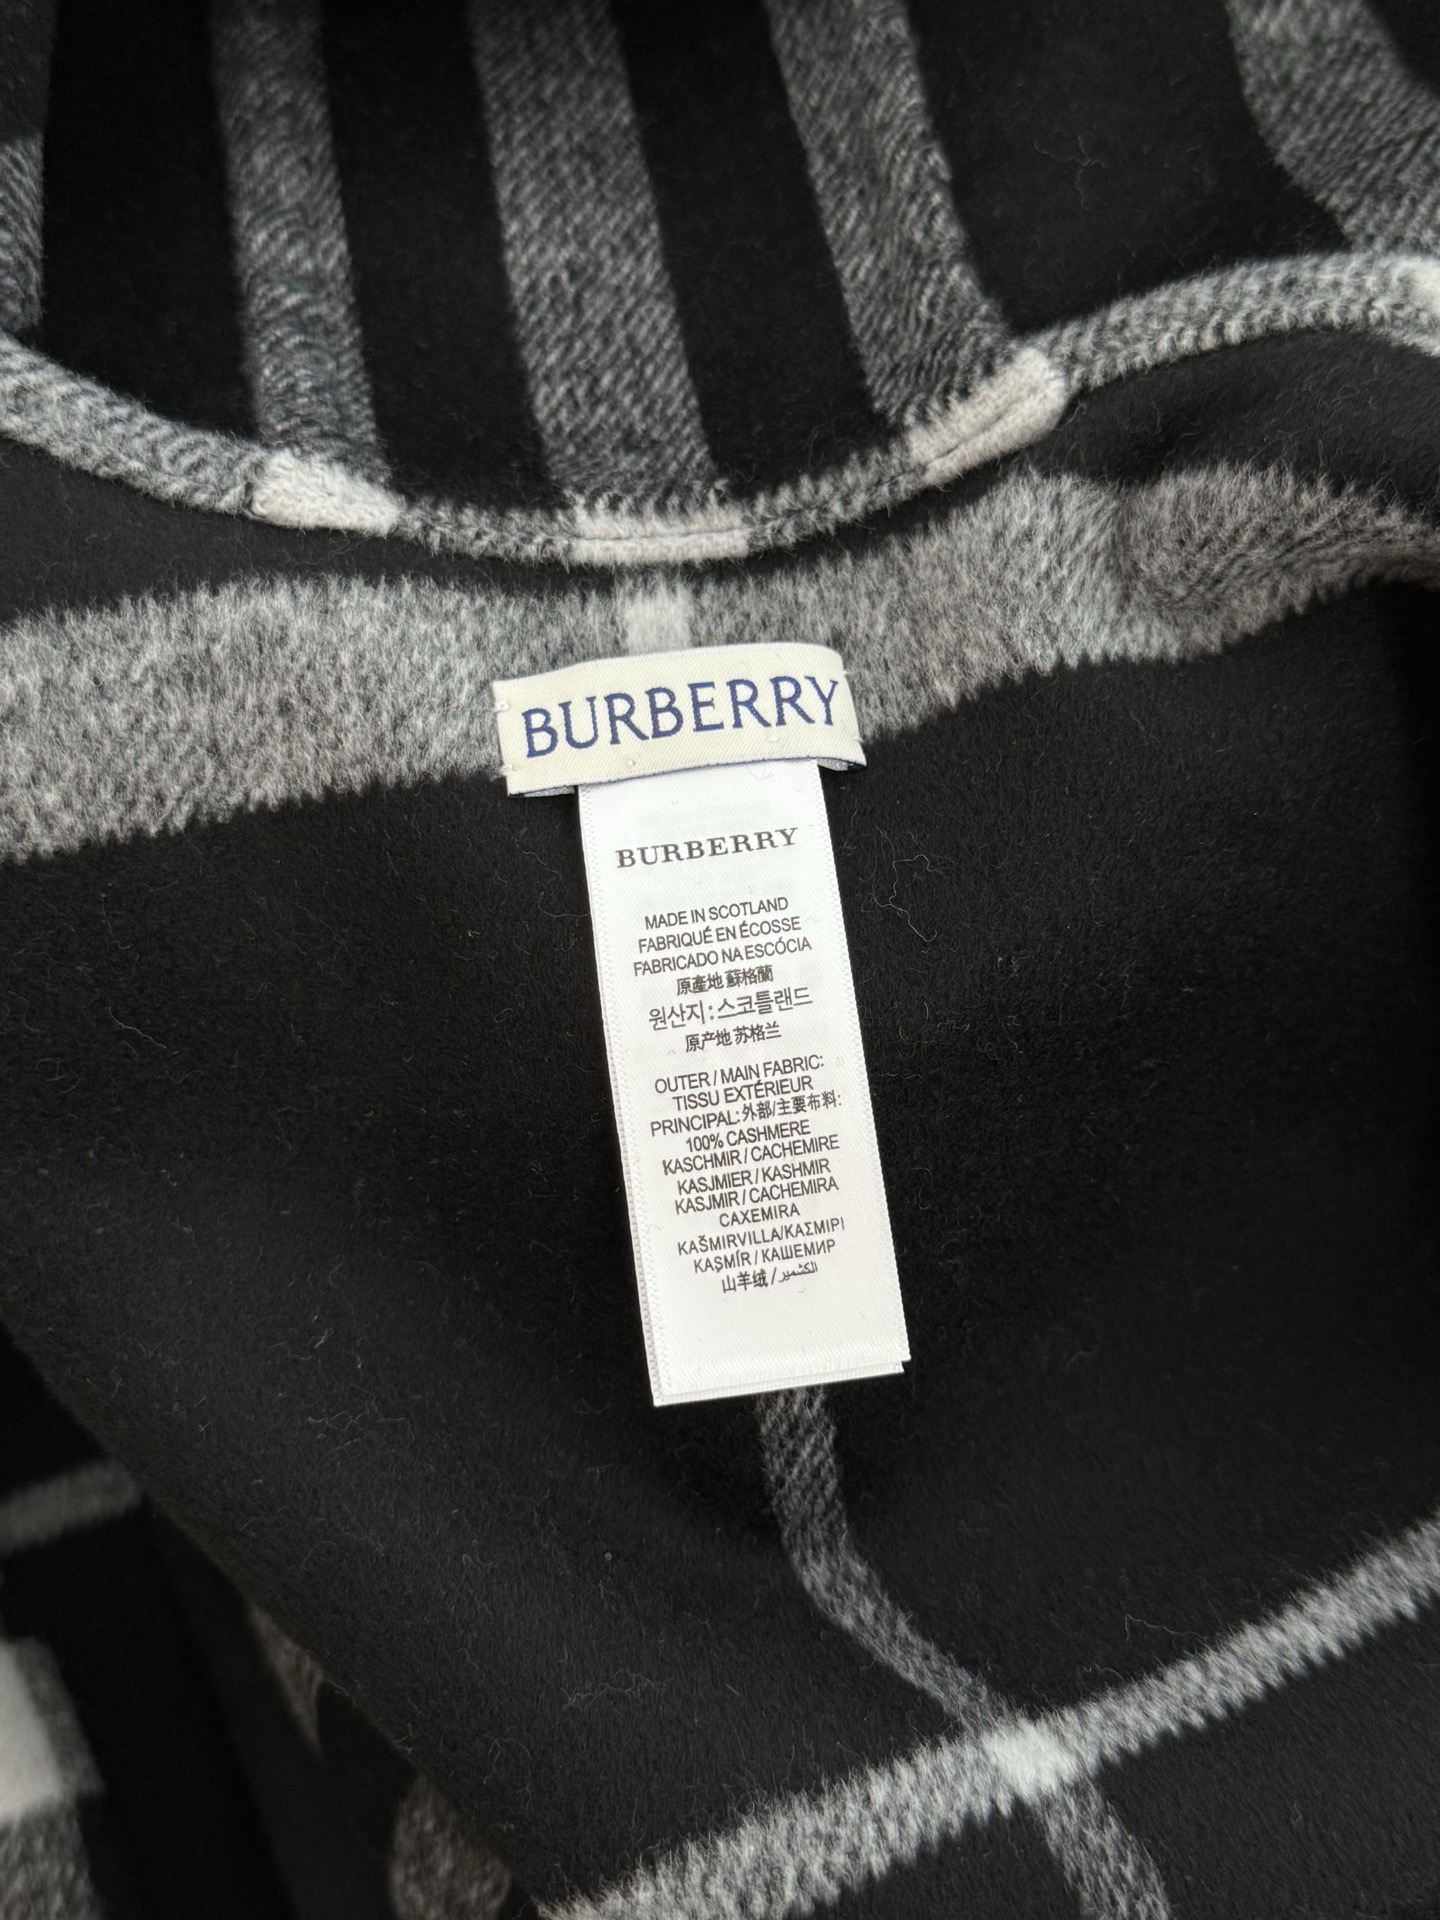 BURBERRY
BURBERRY
MADE IN SCOTLAND
FABRIQUÉ EN ÉCOSSE
FABRICADO NA ESCÓCIA
原產地 蘇格蘭
원산지: 스코틀랜드
原产地 苏格兰
OUTER / MAIN FABRIC:
TISSU EXTÉRIEUR
PRINCIPAL:外部/主要布料:
100% CASHMERE
KASCHMIR / CACHEMIRE
KASJMIER / KASHMIR
KASJMIR / CACHEMIRA
CAXEMIRA
KAŠMIRVILLA/ΚΑΣΜΙΡΙ
KAŞMİR / КАШЕМИР
山羊绒 / الكشمير